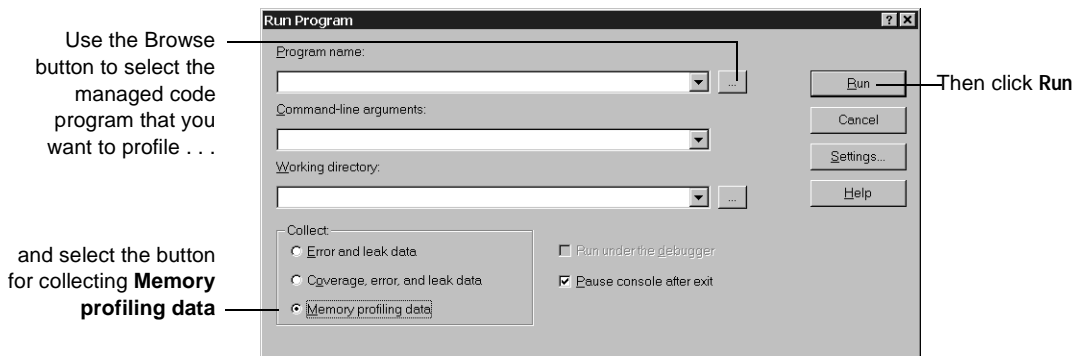 Run Program
? X
Use the Browse
button to select the
managed code
program that you
want to profile . . .
Program name:
...
Run
Then click Run
Command-line arguments:
Cancel
Working directory:
...
Settings...
Help
and select the button
for collecting Memory
profiling data
Collect:
Error and leak data
Coverage, error, and leak data
Memory profiling data
Run under the debugger
Pause console after exit